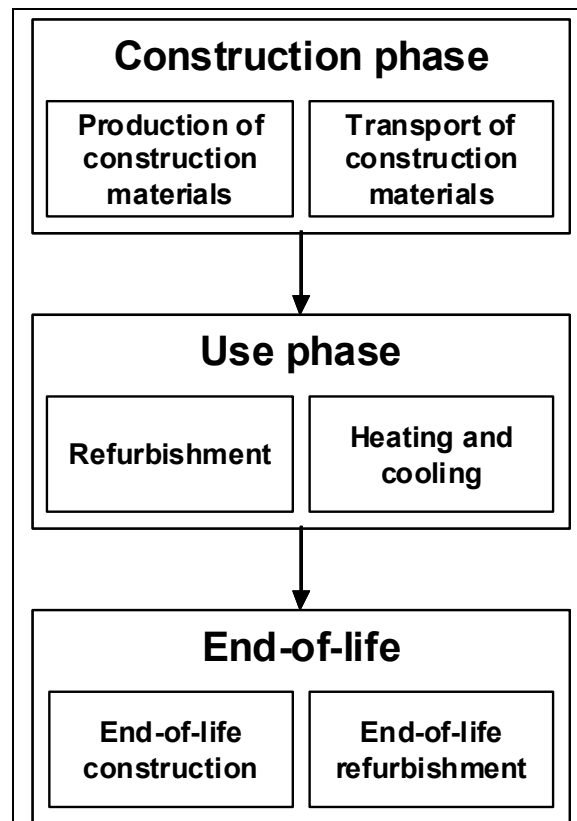 Construction phase
Production of
construction
materials
Transport of
construction
materials
Use phase
Refurbishment
Heating and
cooling
End-of-life
End-of-life
construction
End-of-life
refurbishment